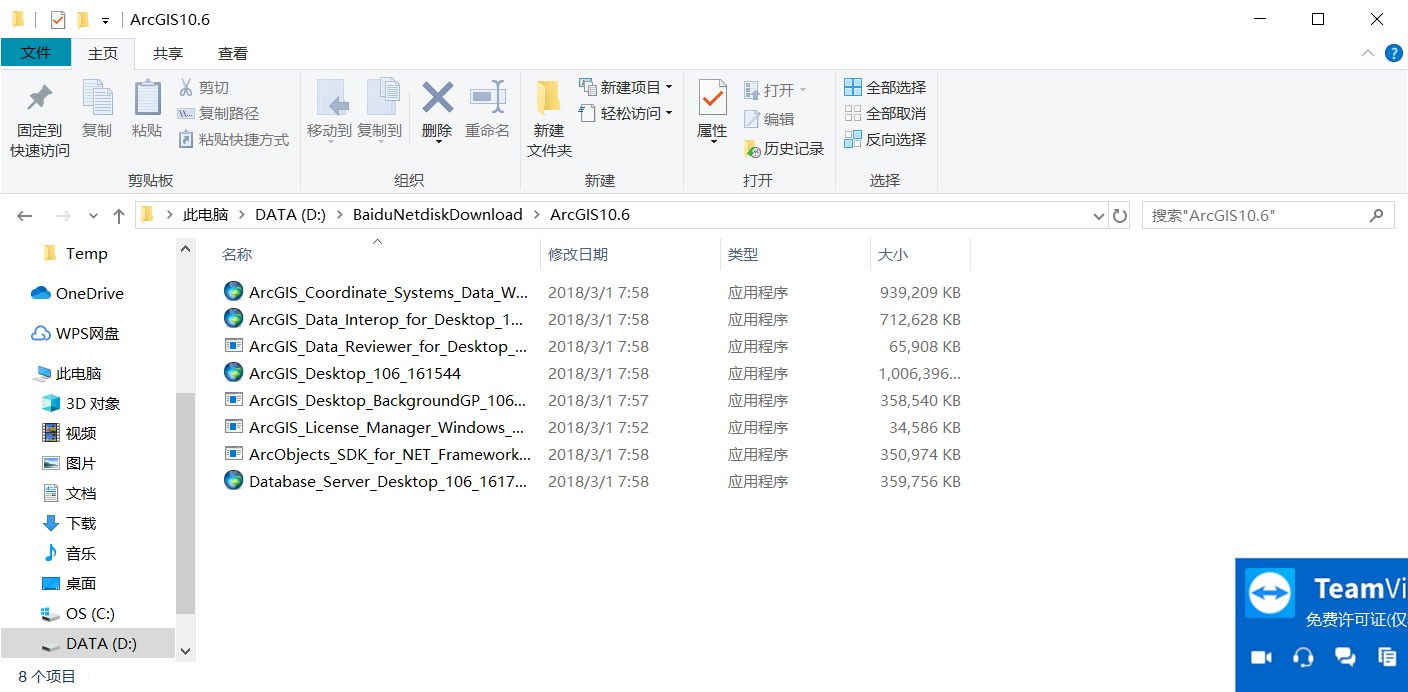 ArcGIS10.6
文件 主页 共享 查看
固定到
快速访问
复制
粘贴
剪切
复制路径
粘贴快捷方式
剪贴板
移动到
复制到
删除
重命名
组织
新建
文件夹
新建项目
轻松访问
新建
属性
打开
编辑
历史记录
打开
全部选择
全部取消
反向选择
选择
此电脑 DATA (D:) BaiduNetdiskDownload ArcGIS10.6
搜索"ArcGIS10.6"
Temp
OneDrive
WPS网盘
此电脑
3D 对象
视频
图片
文档
下载
音乐
桌面
OS (C:)
DATA (D:)
名称 修改日期 类型 大小
ArcGIS_Coordinate_Systems_Data_W... 2018/3/1 7:58 应用程序 939,209 KB
ArcGIS_Data_Interop_for_Desktop_1... 2018/3/1 7:58 应用程序 712,628 KB
ArcGIS_Data_Reviewer_for_Desktop_... 2018/3/1 7:58 应用程序 65,908 KB
ArcGIS_Desktop_106_161544 2018/3/1 7:58 应用程序 1,006,396...
ArcGIS_Desktop_BackgroundGP_106... 2018/3/1 7:57 应用程序 358,540 KB
ArcGIS_License_Manager_Windows_... 2018/3/1 7:52 应用程序 34,586 KB
ArcObjects_SDK_for_NET_Framework... 2018/3/1 7:58 应用程序 350,974 KB
Database_Server_Desktop_106_1617... 2018/3/1 7:58 应用程序 359,756 KB
TeamVi
免费许可证(仅
8 个项目